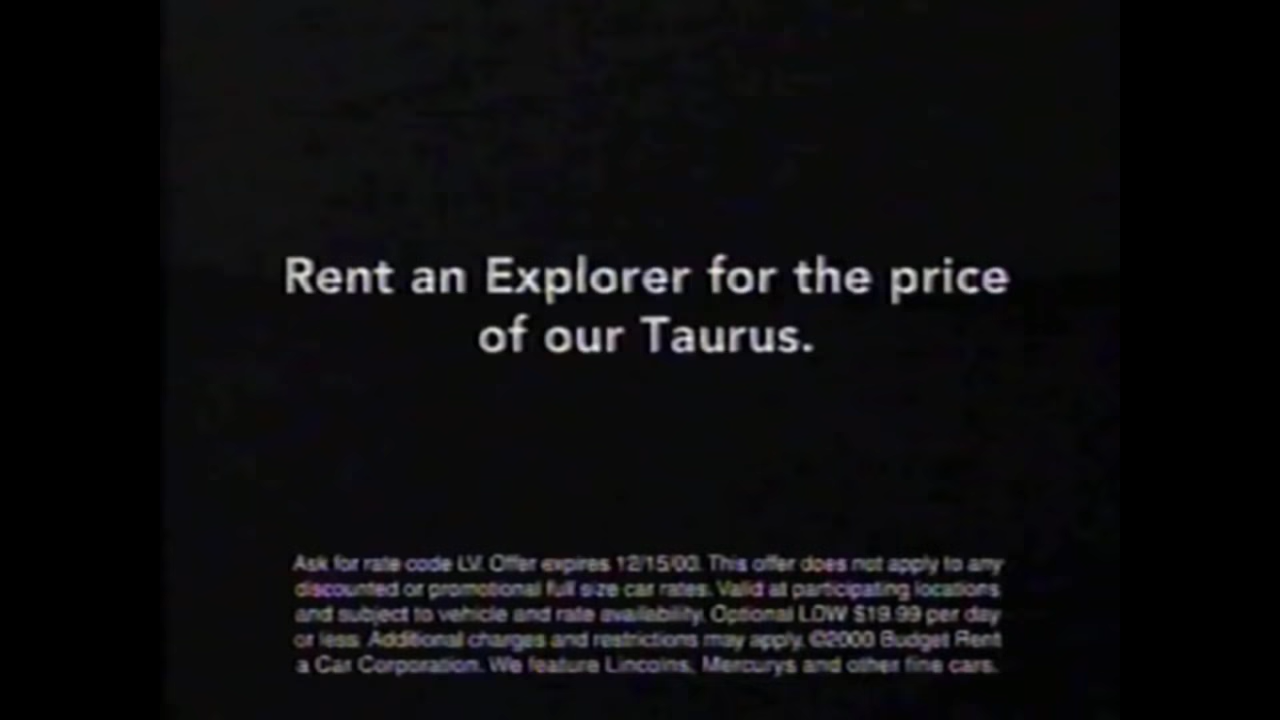 Rent an Explorer for the price
of our Taurus.
Ask for rate code LV. Offer expires 12/15/00. This offer does not apply to any
discounted or promotional full size car rates. Valid at participating locations
and subject to vehicle and rate availability. Optional LDW $19.99 per day
or less. Additional charges and restrictions may apply. ©2000 Budget Rent
a Car Corporation. We feature Lincolns, Mercurys and other fine cars.